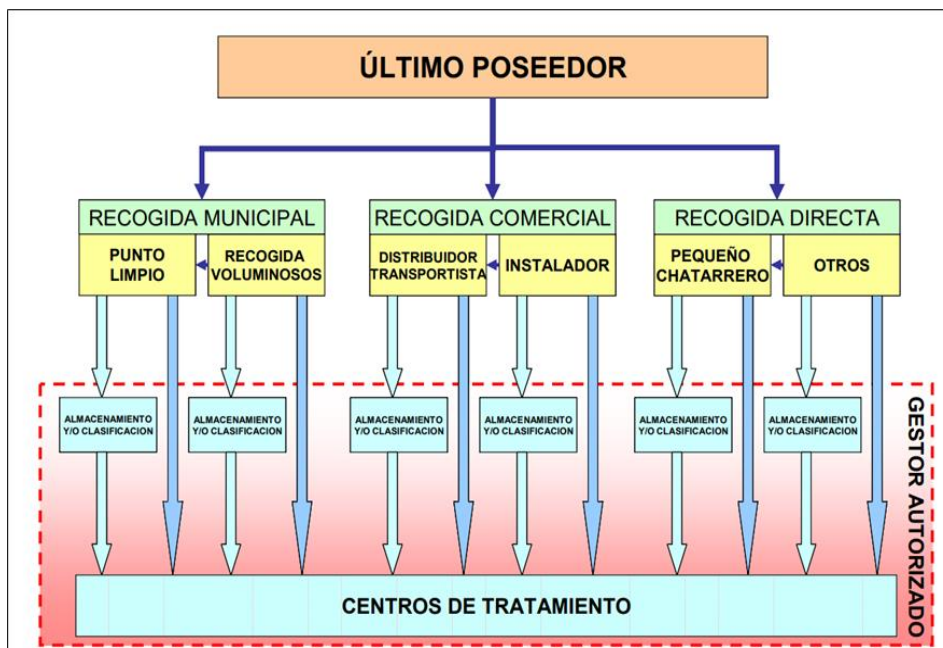 ÚLTIMO POSEEDOR
RECOGIDA MUNICIPAL
RECOGIDA COMERCIAL
RECOGIDA DIRECTA
PUNTO
LIMPIO
RECOGIDA
VOLUMINOSOS
DISTRIBUIDOR
TRANSPORTISTA
INSTALADOR
PEQUEÑO
CHATARRERO
OTROS
ALMACENAMIENTO
Y/O CLASIFICACION
ALMACENAMIENTO
Y/O CLASIFICACION
ALMACENAMIENTO
Y/O CLASIFICACION
ALMACENAMIENTO
Y/O CLASIFICACION
ALMACENAMIENTO
Y/O CLASIFICACION
ALMACENAMIENTO
Y/O CLASIFICACION
GESTOR AUTORIZADO
CENTROS DE TRATAMIENTO